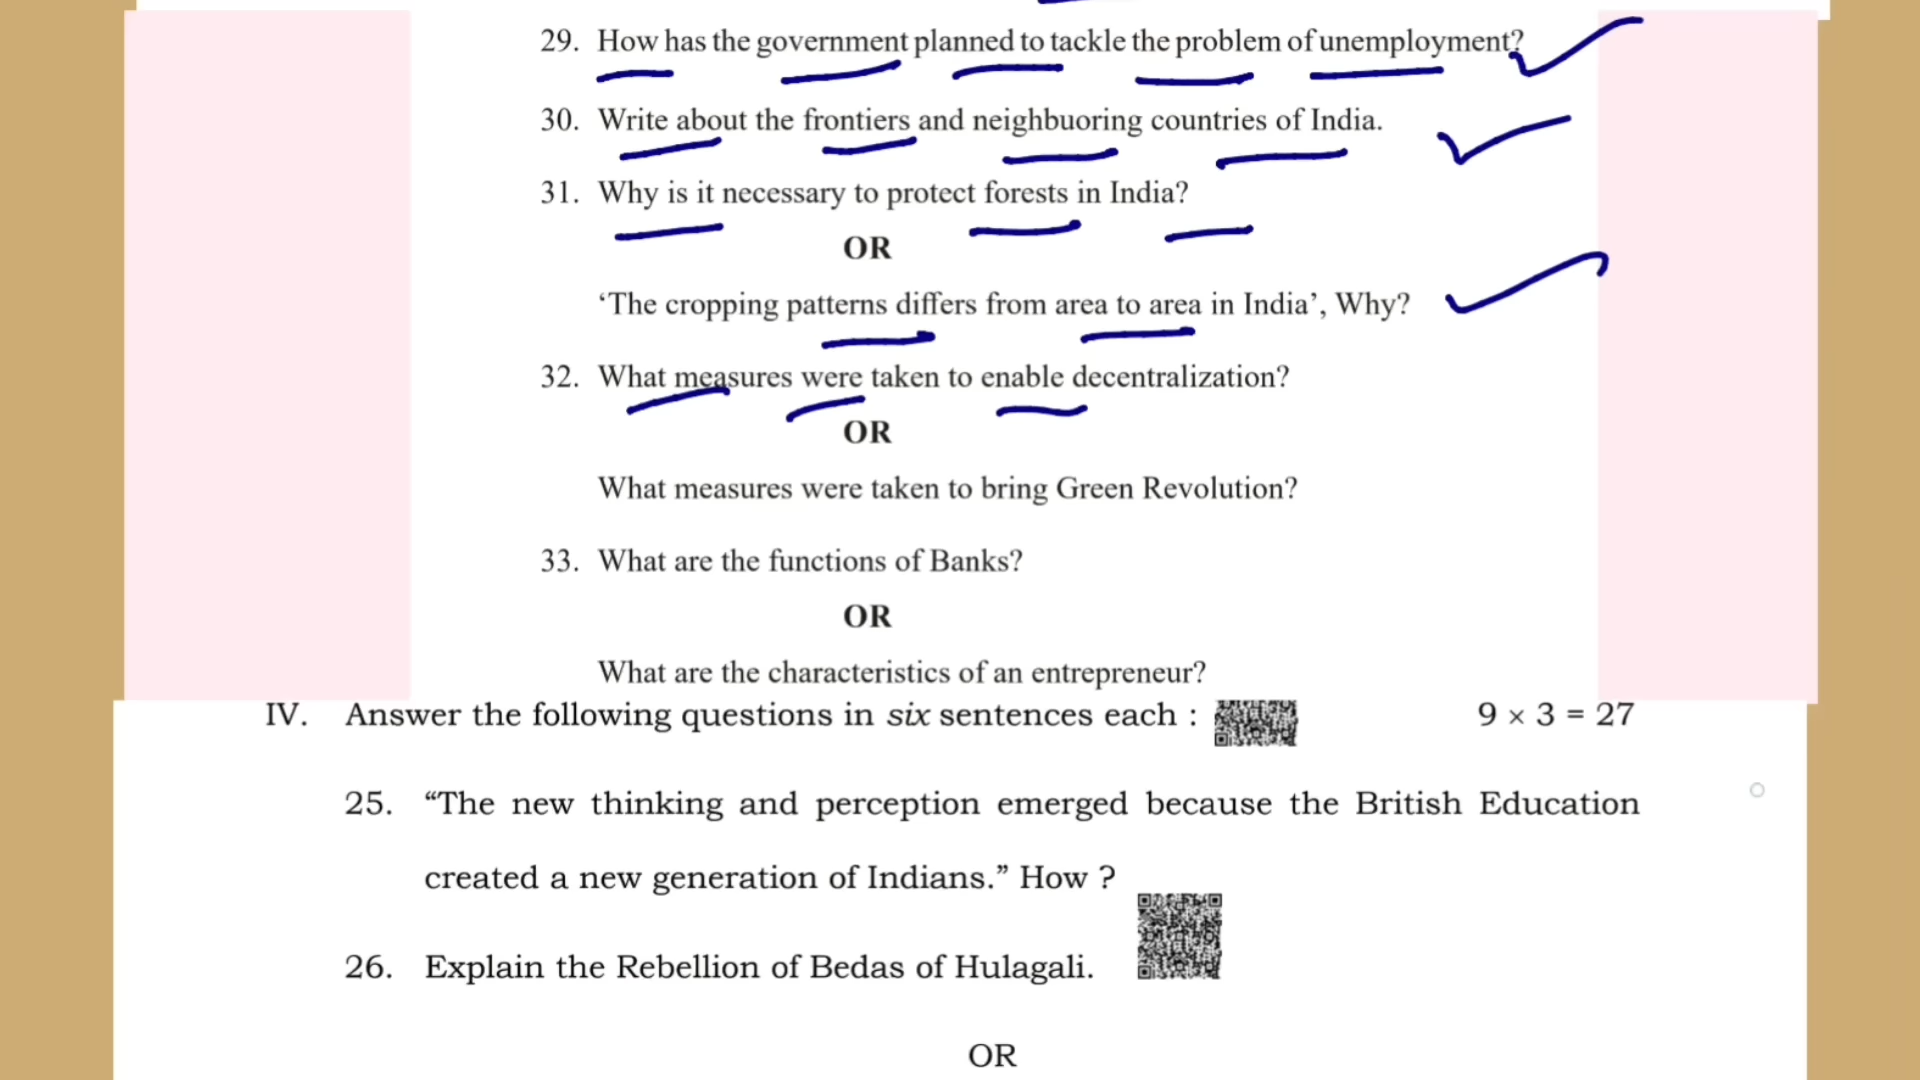 29. How has the government planned to tackle the problem of unemployment?
30. Write about the frontiers and neighbuoring countries of India.
31. Why is it necessary to protect forests in India?
OR
‘The cropping patterns differs from area to area in India’, Why?
32. What measures were taken to enable decentralization?
OR
What measures were taken to bring Green Revolution?
33. What are the functions of Banks?
OR
What are the characteristics of an entrepreneur?
IV. Answer the following questions in six sentences each : 9 × 3 = 27
25. “The new thinking and perception emerged because the British Education
created a new generation of Indians.” How ?
26. Explain the Rebellion of Bedas of Hulagali.
OR